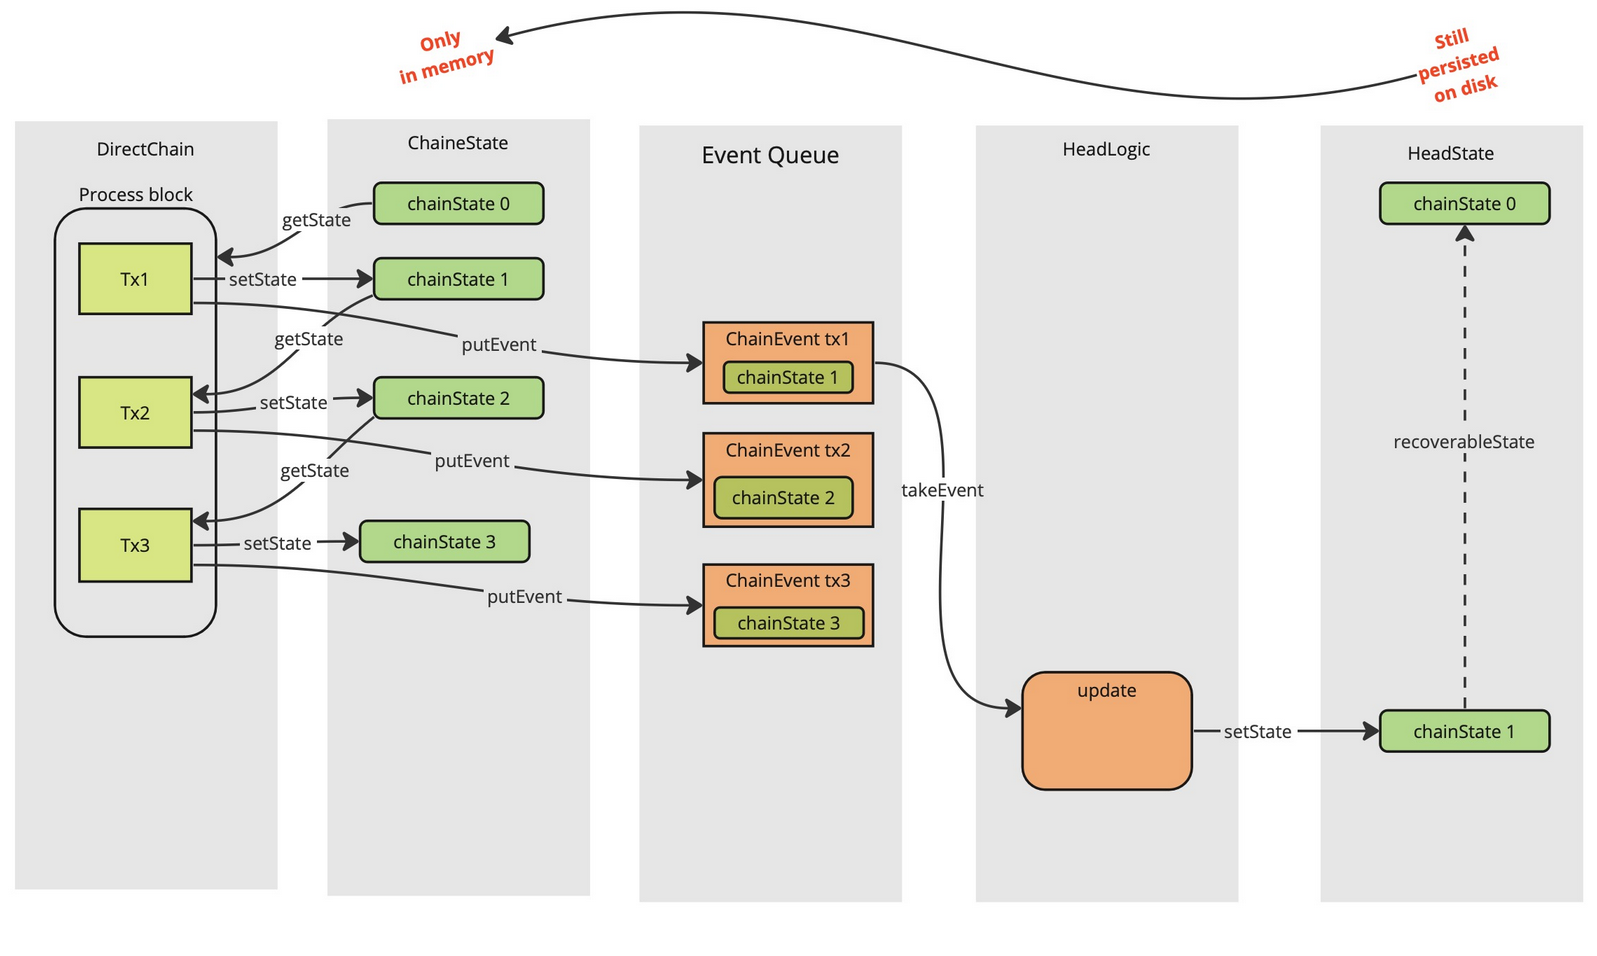 Only
in memory
Still
persisted
on disk
DirectChain
Process block
Tx1
Tx2
Tx3
ChaineState
chainState 0
getState
setState
chainState 1
getState
putEvent
setState
chainState 2
getState
putEvent
setState
chainState 3
putEvent
Event Queue
ChainEvent tx1
chainState 1
ChainEvent tx2
chainState 2
ChainEvent tx3
chainState 3
takeEvent
HeadLogic
update
setState
HeadState
chainState 0
recoverableState
chainState 1